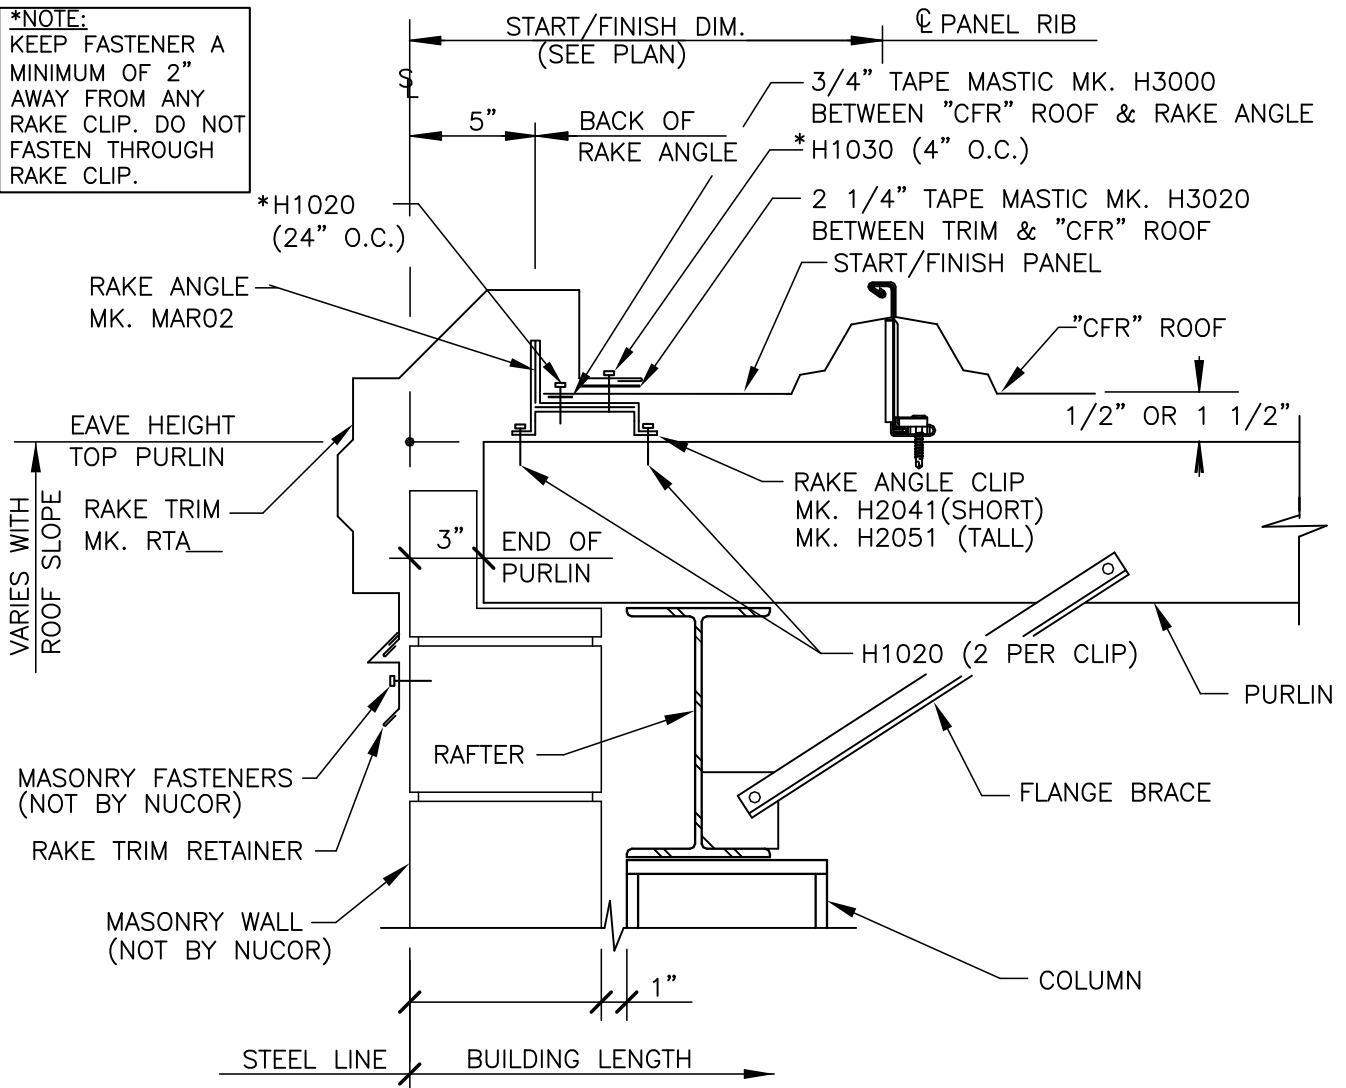 *NOTE:
KEEP FASTENER A
MINIMUM OF 2"
AWAY FROM ANY
RAKE CLIP. DO NOT
FASTEN THROUGH
RAKE CLIP.
START/FINISH DIM.
(SEE PLAN)
℄ PANEL RIB
SL
5"
BACK OF
RAKE ANGLE
3/4" TAPE MASTIC MK. H3000
BETWEEN "CFR" ROOF & RAKE ANGLE
*H1030 (4" O.C.)
2 1/4" TAPE MASTIC MK. H3020
BETWEEN TRIM & "CFR" ROOF
START/FINISH PANEL
*H1020
(24" O.C.)
RAKE ANGLE
MK. MAR02
"CFR" ROOF
1/2" OR 1 1/2"
EAVE HEIGHT
TOP PURLIN
RAKE TRIM
MK. RTA__
VARIES WITH
ROOF SLOPE
3"
END OF
PURLIN
RAKE ANGLE CLIP
MK. H2041(SHORT)
MK. H2051 (TALL)
H1020 (2 PER CLIP)
PURLIN
RAFTER
FLANGE BRACE
MASONRY FASTENERS
(NOT BY NUCOR)
RAKE TRIM RETAINER
MASONRY WALL
(NOT BY NUCOR)
COLUMN
1"
STEEL LINE
BUILDING LENGTH